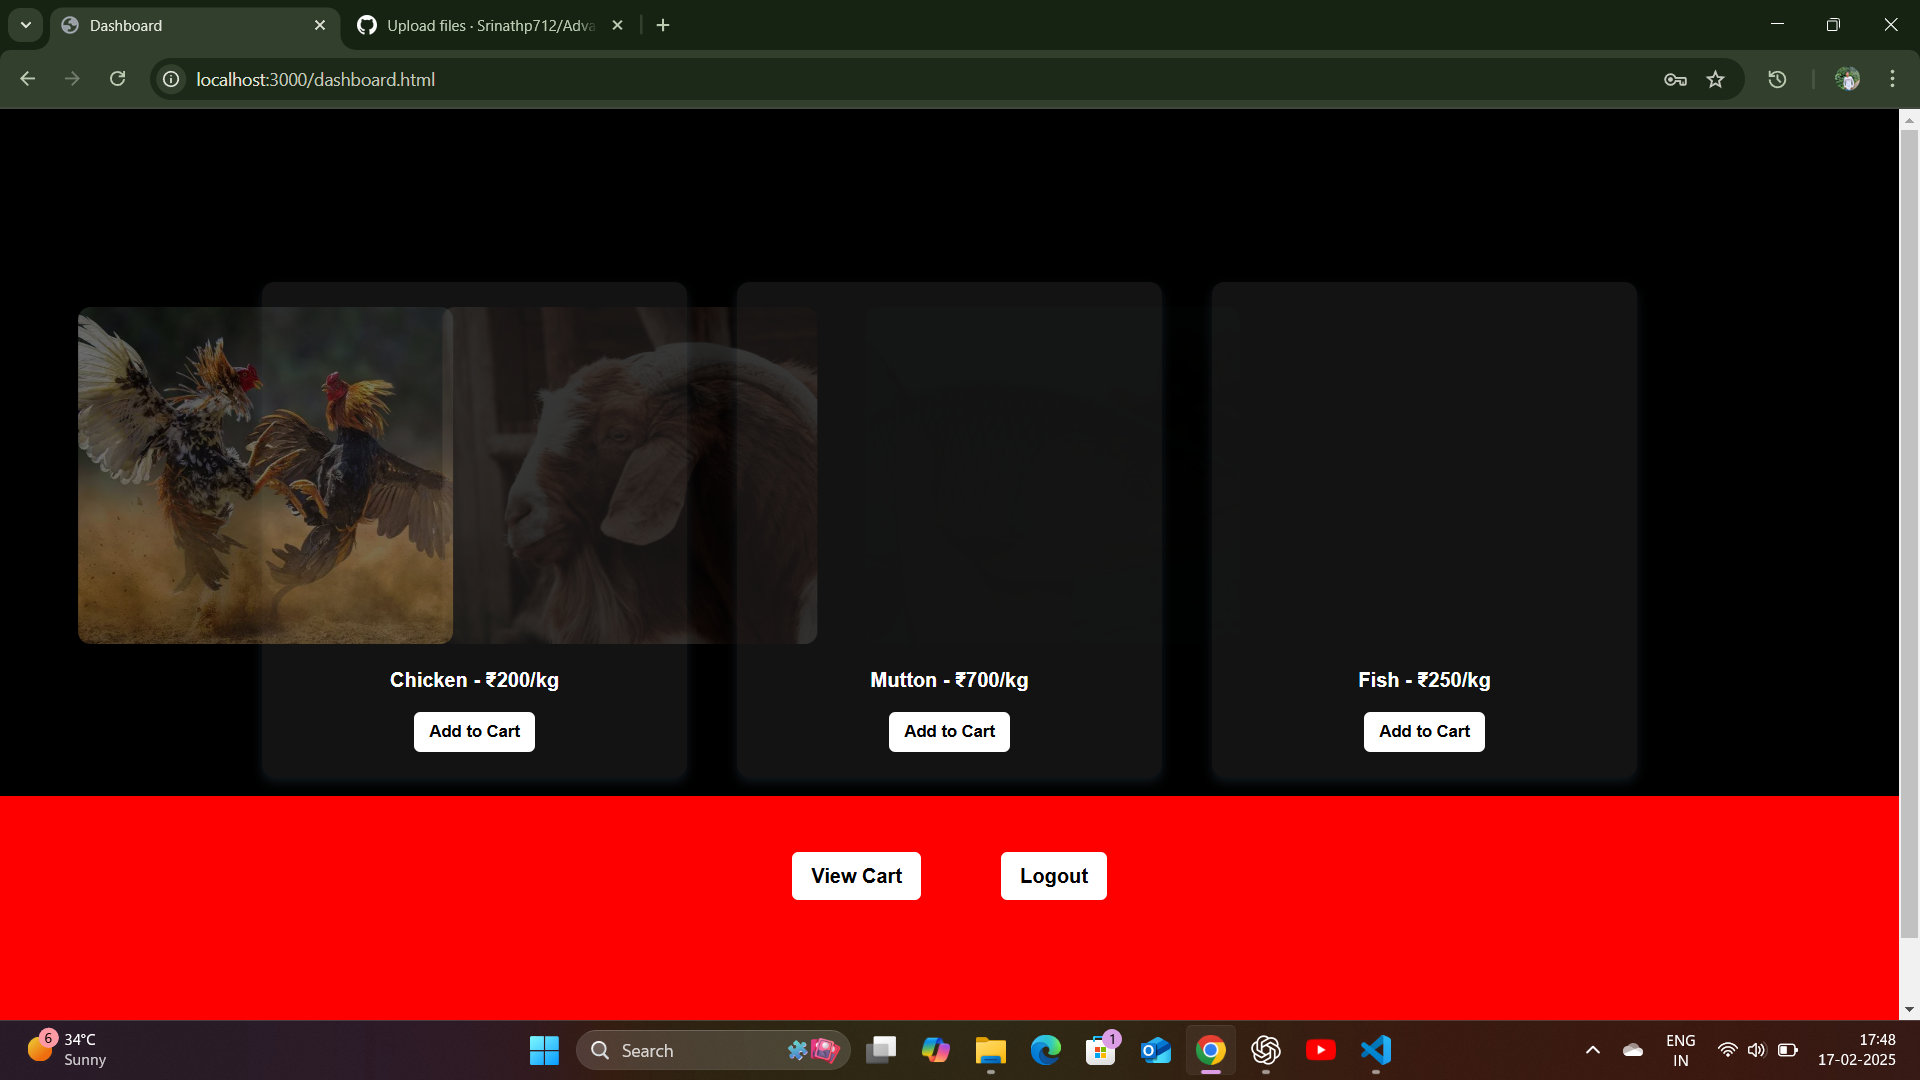 Dashboard
Upload files · Srinathp712/Adva
localhost:3000/dashboard.html
Chicken - ₹200/kg
Mutton - ₹700/kg
Fish - ₹250/kg
Add to Cart
Add to Cart
Add to Cart
View Cart
Logout
6
34°C
Sunny
Search
1
ENG
IN
17:48
17-02-2025